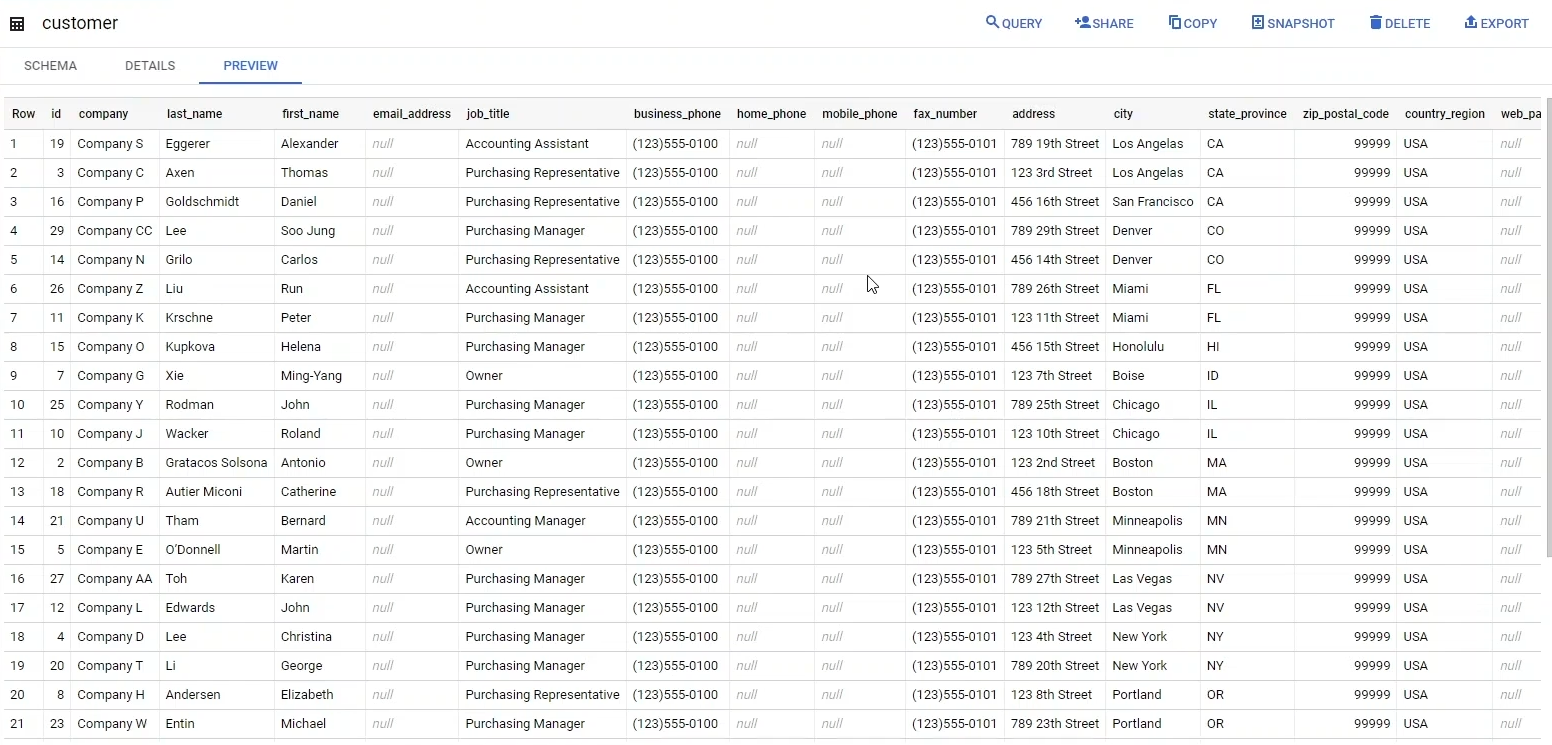 customer QUERY SHARE COPY SNAPSHOT DELETE EXPORT
SCHEMA DETAILS PREVIEW
Row id company last_name first_name email_address job_title business_phone home_phone mobile_phone fax_number address city state_province zip_postal_code country_region web_pa
1 19 Company S Eggerer Alexander null Accounting Assistant (123)555-0100 null null (123)555-0101 789 19th Street Los Angelas CA 99999 USA null
2 3 Company C Axen Thomas null Purchasing Representative (123)555-0100 null null (123)555-0101 123 3rd Street Los Angelas CA 99999 USA null
3 16 Company P Goldschmidt Daniel null Purchasing Representative (123)555-0100 null null (123)555-0101 456 16th Street San Francisco CA 99999 USA null
4 29 Company CC Lee Soo Jung null Purchasing Manager (123)555-0100 null null (123)555-0101 789 29th Street Denver CO 99999 USA null
5 14 Company N Grilo Carlos null Purchasing Representative (123)555-0100 null null (123)555-0101 456 14th Street Denver CO 99999 USA null
6 26 Company Z Liu Run null Accounting Assistant (123)555-0100 null null (123)555-0101 789 26th Street Miami FL 99999 USA null
7 11 Company K Krschne Peter null Purchasing Manager (123)555-0100 null null (123)555-0101 123 11th Street Miami FL 99999 USA null
8 15 Company O Kupkova Helena null Purchasing Manager (123)555-0100 null null (123)555-0101 456 15th Street Honolulu HI 99999 USA null
9 7 Company G Xie Ming-Yang null Owner (123)555-0100 null null (123)555-0101 123 7th Street Boise ID 99999 USA null
10 25 Company Y Rodman John null Purchasing Manager (123)555-0100 null null (123)555-0101 789 25th Street Chicago IL 99999 USA null
11 10 Company J Wacker Roland null Purchasing Manager (123)555-0100 null null (123)555-0101 123 10th Street Chicago IL 99999 USA null
12 2 Company B Gratacos Solsona Antonio null Owner (123)555-0100 null null (123)555-0101 123 2nd Street Boston MA 99999 USA null
13 18 Company R Autier Miconi Catherine null Purchasing Representative (123)555-0100 null null (123)555-0101 456 18th Street Boston MA 99999 USA null
14 21 Company U Tham Bernard null Accounting Manager (123)555-0100 null null (123)555-0101 789 21th Street Minneapolis MN 99999 USA null
15 5 Company E O’Donnell Martin null Owner (123)555-0100 null null (123)555-0101 123 5th Street Minneapolis MN 99999 USA null
16 27 Company AA Toh Karen null Purchasing Manager (123)555-0100 null null (123)555-0101 789 27th Street Las Vegas NV 99999 USA null
17 12 Company L Edwards John null Purchasing Manager (123)555-0100 null null (123)555-0101 123 12th Street Las Vegas NV 99999 USA null
18 4 Company D Lee Christina null Purchasing Manager (123)555-0100 null null (123)555-0101 123 4th Street New York NY 99999 USA null
19 20 Company T Li George null Purchasing Manager (123)555-0100 null null (123)555-0101 789 20th Street New York NY 99999 USA null
20 8 Company H Andersen Elizabeth null Purchasing Representative (123)555-0100 null null (123)555-0101 123 8th Street Portland OR 99999 USA null
21 23 Company W Entin Michael null Purchasing Manager (123)555-0100 null null (123)555-0101 789 23th Street Portland OR 99999 USA null